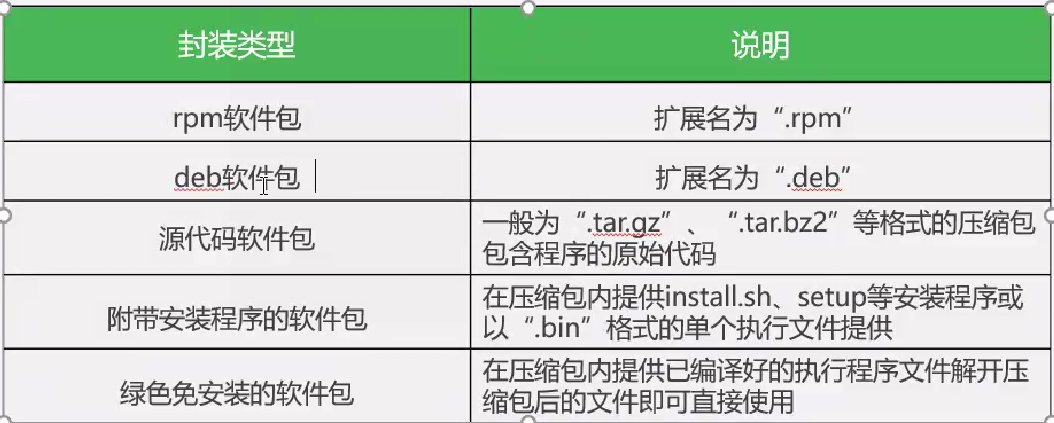 封装类型
说明
rpm软件包
扩展名为“.rpm”
deb软件包
扩展名为“.deb”
源代码软件包
一般为“.tar.gz”、“.tar.bz2”等格式的压缩包
包含程序的原始代码
附带安装程序的软件包
在压缩包内提供install.sh、setup等安装程序或
以“.bin”格式的单个执行文件提供
绿色免安装的软件包
在压缩包内提供已编译好的执行程序文件解开压
缩包后的文件即可直接使用